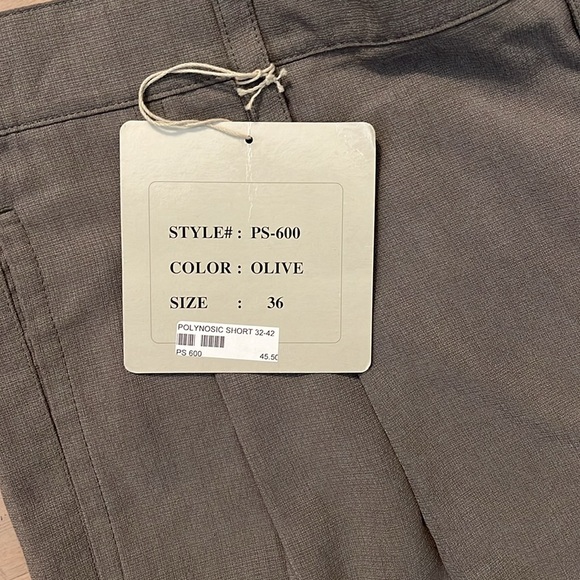 STYLE# : PS-600
COLOR : OLIVE
SIZE : 36
POLYNOSIC SHORT 32-42
PS 600 45.50